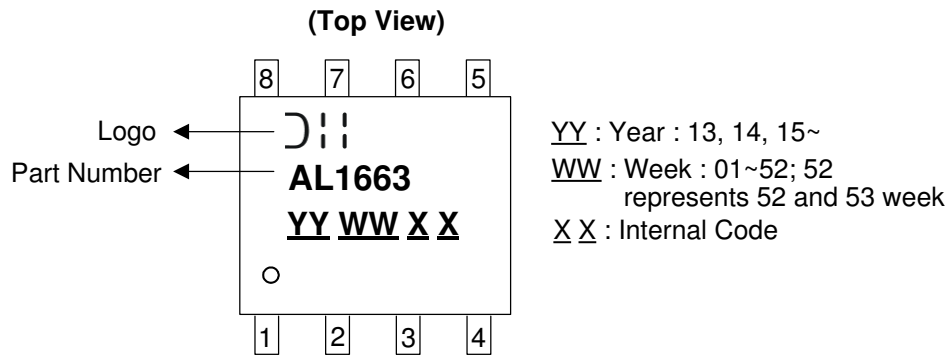 (Top View)
8 7 6 5
Logo
Part Number
AL1663
YY WW X X
1 2 3 4
YY : Year : 13, 14, 15~
WW : Week : 01~52; 52
represents 52 and 53 week
X X : Internal Code